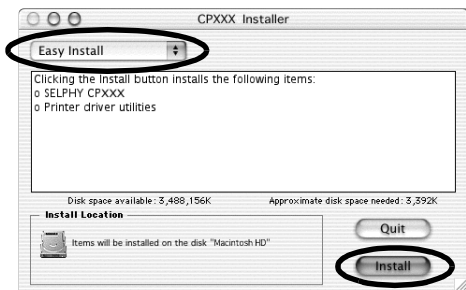 CPXXX Installer
Easy Install
Clicking the Install button installs the following items:
o SELPHY CPXXX
o Printer driver utilities
Disk space available: 3,488,156K Approximate disk space needed: 3,392K
Install Location
Items will be installed on the disk "Macintosh HD"
Quit
Install